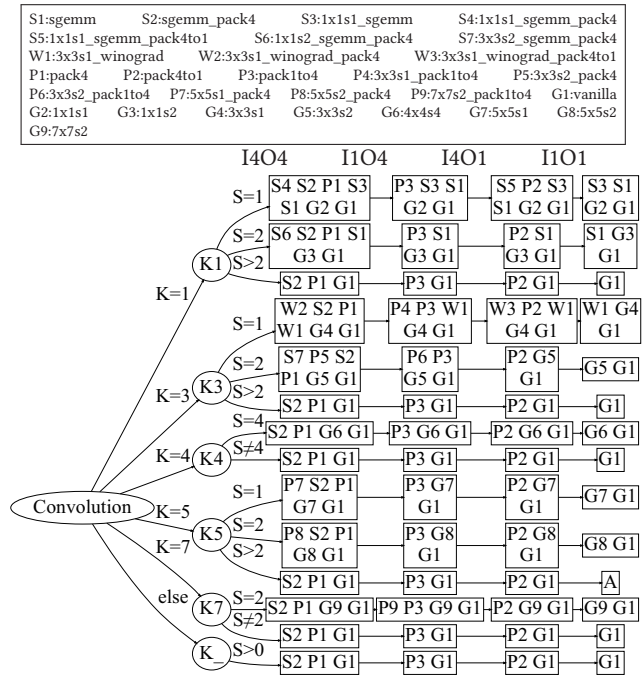 S1:sgemm S2:sgemm_pack4 S3:1x1s1_sgemm S4:1x1s1_sgemm_pack4
S5:1x1s1_sgemm_pack4to1 S6:1x1s2_sgemm_pack4 S7:3x3s2_sgemm_pack4
W1:3x3s1_winograd W2:3x3s1_winograd_pack4 W3:3x3s1_winograd_pack4to1
P1:pack4 P2:pack4to1 P3:pack1to4 P4:3x3s1_pack1to4 P5:3x3s2_pack4
P6:3x3s2_pack1to4 P7:5x5s1_pack4 P8:5x5s2_pack4 P9:7x7s2_pack1to4 G1:vanilla
G2:1x1s1 G3:1x1s2 G4:3x3s1 G5:3x3s2 G6:4x4s4 G7:5x5s1 G8:5x5s2
G9:7x7s2
I4O4 I1O4 I4O1 I1O1
Convolution
K=1
K1
S=1
S4 S2 P1 S3
S1 G2 G1
P3 S3 S1
G2 G1
S5 P2 S3
S1 G2 G1
S3 S1
G2 G1
S=2
S6 S2 P1 S1
G3 G1
P3 S1
G3 G1
P2 S1
G3 G1
S1 G3
G1
S>2
S2 P1 G1
P3 G1
P2 G1
G1
K=3
K3
S=1
W2 S2 P1
W1 G4 G1
P4 P3 W1
G4 G1
W3 P2 W1
G4 G1
W1 G4
G1
S=2
S7 P5 S2
P1 G5 G1
P6 P3
G5 G1
P2 G5
G1
G5 G1
S>2
S2 P1 G1
P3 G1
P2 G1
G1
K=4
K4
S=4
S2 P1 G6 G1
P3 G6 G1
P2 G6 G1
G6 G1
S≠4
S2 P1 G1
P3 G1
P2 G1
G1
K=5
K5
S=1
P7 S2 P1
G7 G1
P3 G7
G1
P2 G7
G1
G7 G1
S=2
P8 S2 P1
G8 G1
P3 G8
G1
P2 G8
G1
G8 G1
S>2
S2 P1 G1
P3 G1
P2 G1
A
K=7
K7
S=2
S2 P1 G9 G1
P9 P3 G9 G1
P2 G9 G1
G9 G1
S≠2
S2 P1 G1
P3 G1
P2 G1
G1
else
K_
S>0
S2 P1 G1
P3 G1
P2 G1
G1